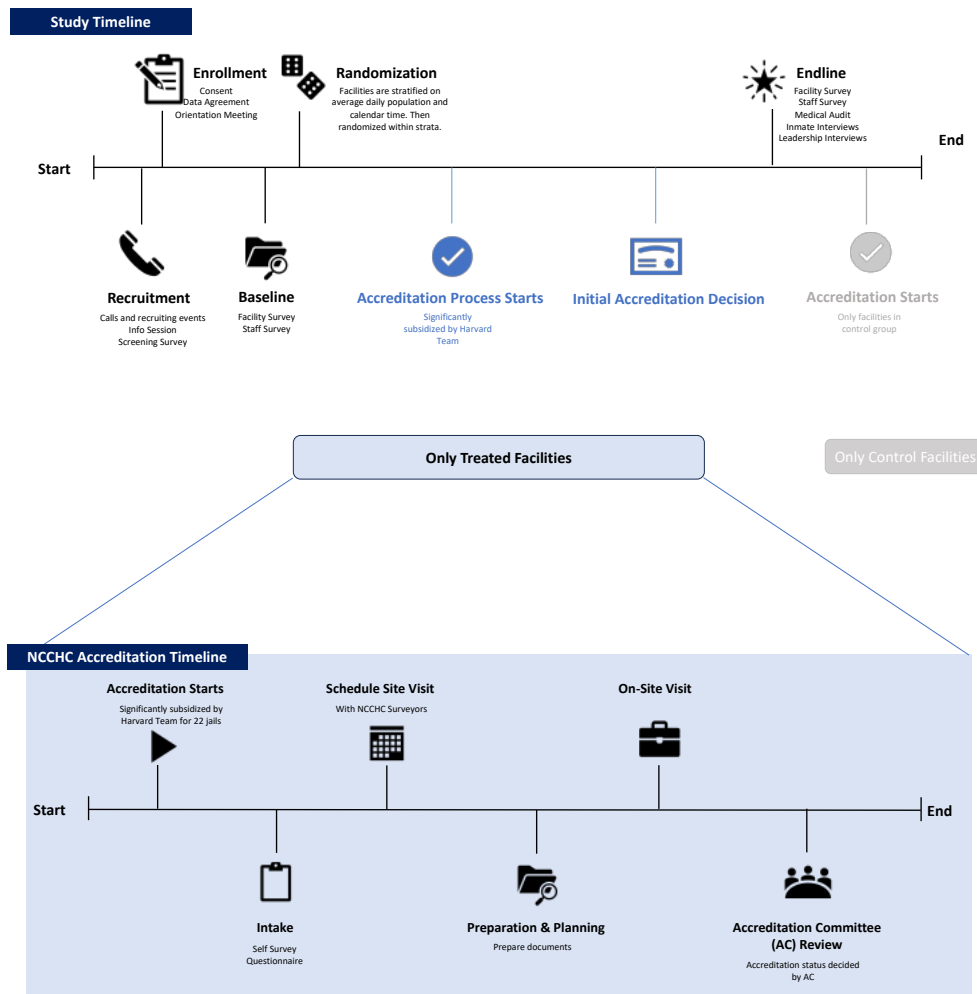 Study Timeline
Enrollment
Consent
Data Agreement
Orientation Meeting
Randomization
Facilities are stratified on
average daily population and
calendar time. Then
randomized within strata.
Endline
Facility Survey
Staff Survey
Medical Audit
Inmate Interviews
Leadership Interviews
Start
End
Recruitment
Calls and recruiting events
Info Session
Screening Survey
Baseline
Facility Survey
Staff Survey
Accreditation Process Starts
Significantly
subsidized by Harvard
Team
Initial Accreditation Decision
Accreditation Starts
Only facilities in
control group
Only Treated Facilities
Only Control Facilities
NCCHC Accreditation Timeline
Accreditation Starts
Significantly subsidized by
Harvard Team for 22 jails
Schedule Site Visit
With NCCHC Surveyors
On-Site Visit
Start
End
Intake
Self Survey
Questionnaire
Preparation & Planning
Prepare documents
Accreditation Committee
(AC) Review
Accreditation status decided
by AC